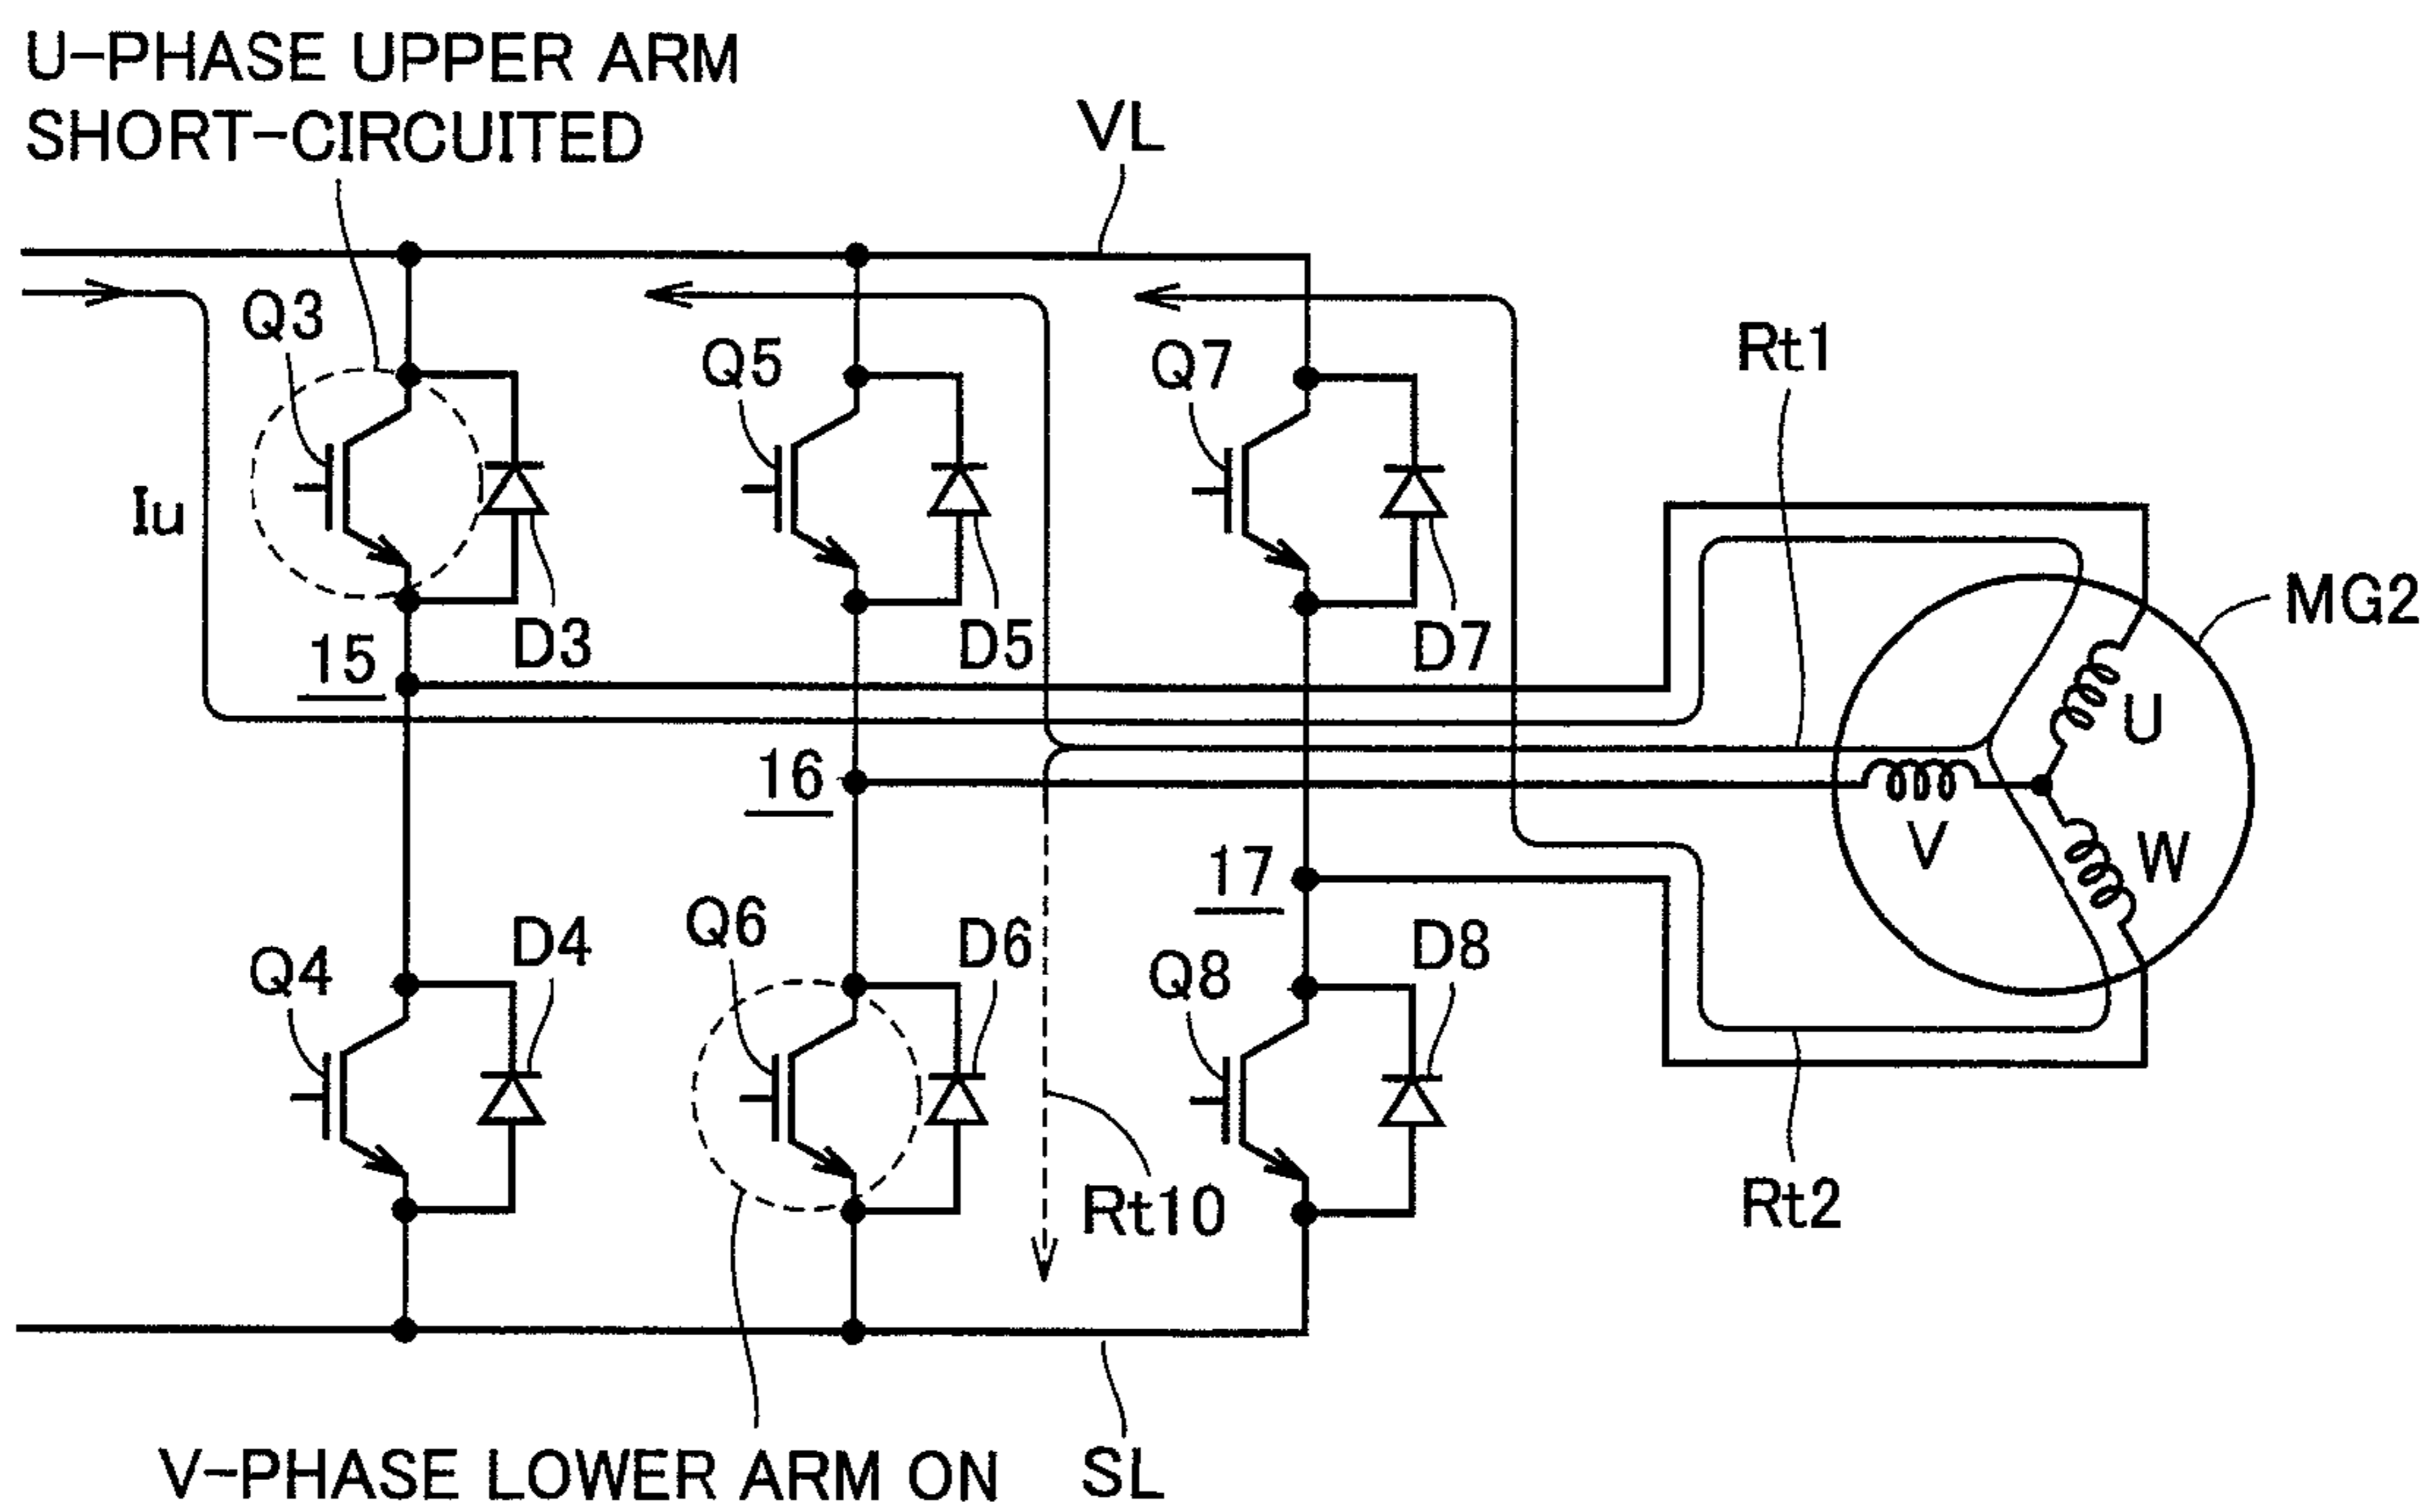 U-PHASE UPPER ARM
SHORT-CIRCUITED
VL
Q3
Q5
Q7
Rt1
Iu
MG2
D3
D5
D7
15
U
16
V
W
17
Q4
D4
Q6
D6
Q8
D8
Rt10
Rt2
V-PHASE LOWER ARM ON
SL